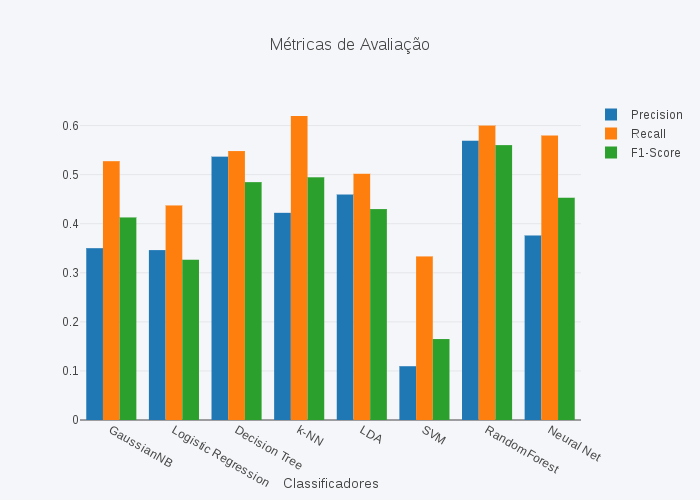 Métricas de Avaliação
Precision
Recall
F1-Score
0.6
0.5
0.4
0.3
0.2
0.1
0
GaussianNB
Logistic Regression
Decision Tree
k-NN
LDA
SVM
RandomForest
Neural Net
Classificadores